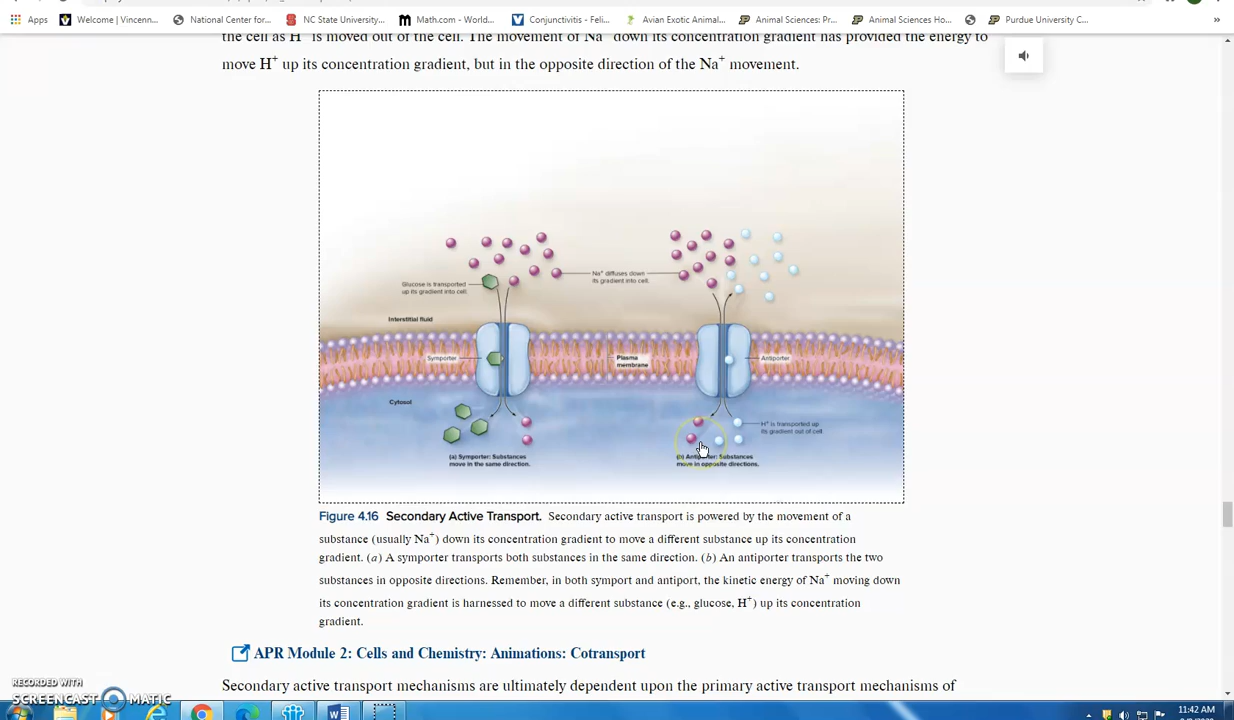 Apps Welcome | Vincenn... National Center for... NC State University... Math.com - World... Conjunctivitis - Feli... Avian Exotic Animal... Animal Sciences: Pr... Animal Sciences Ho... Purdue University C... »
the cell as H+ is moved out of the cell. The movement of Na+ down its concentration gradient has provided the energy to
move H+ up its concentration gradient, but in the opposite direction of the Na+ movement.
Glucose is transported
up its gradient into cell.
Na+ diffuses down
its gradient into cell.
Interstitial fluid
Symporter
Plasma
membrane
Antiporter
Cytosol
H+ is transported up
its gradient out of cell
(a) Symporter: Substances
move in the same direction.
(b) Antiporter: Substances
move in opposite directions.
Figure 4.16 Secondary Active Transport. Secondary active transport is powered by the movement of a
substance (usually Na+) down its concentration gradient to move a different substance up its concentration
gradient. (a) A symporter transports both substances in the same direction. (b) An antiporter transports the two
substances in opposite directions. Remember, in both symport and antiport, the kinetic energy of Na+ moving down
its concentration gradient is harnessed to move a different substance (e.g., glucose, H+) up its concentration
gradient.
APR Module 2: Cells and Chemistry: Animations: Cotransport
Secondary active transport mechanisms are ultimately dependent upon the primary active transport mechanisms of
RECORDED WITH
SCREENCAST MATIC
11:42 AM